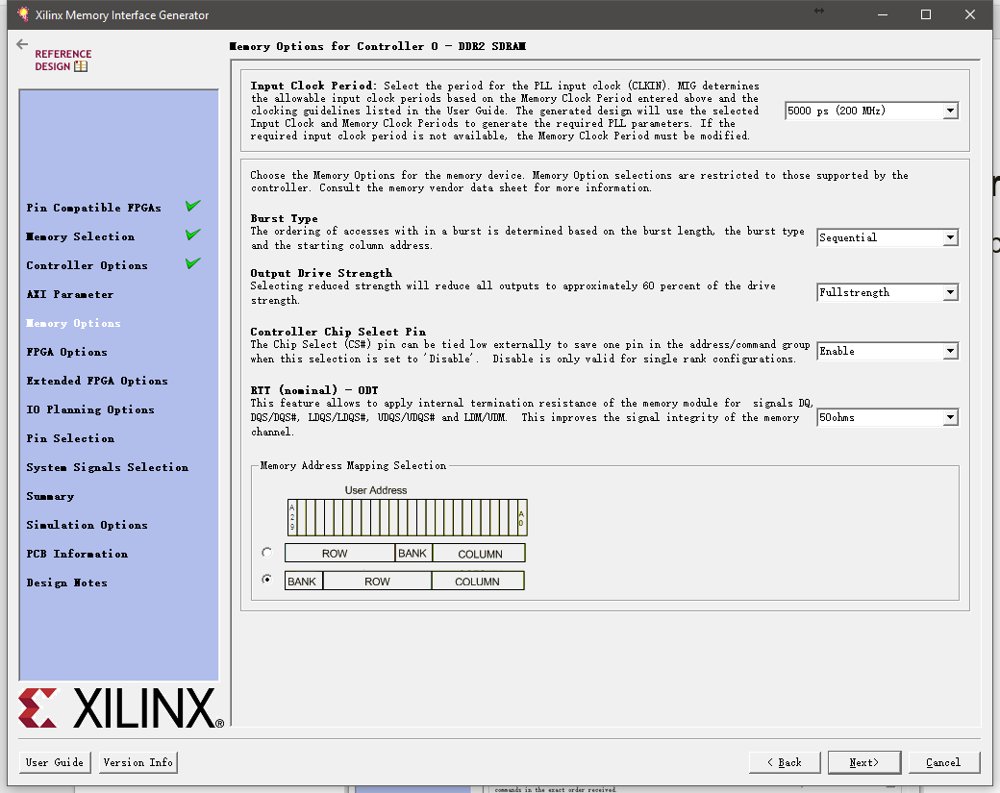 Xilinx Memory Interface Generator
REFERENCE
DESIGN
Pin Compatible FPGAs
Memory Selection
Controller Options
AXI Parameter
Memory Options
FPGA Options
Extended FPGA Options
IO Planning Options
Pin Selection
System Signals Selection
Summary
Simulation Options
PCB Information
Design Notes
XILINX®
Memory Options for Controller 0 - DDR2 SDRAM
Input Clock Period: Select the period for the PLL input clock (CLKIN). MIG determines
the allowable input clock periods based on the Memory Clock Period entered above and the
clocking guidelines listed in the User Guide. The generated design will use the selected
Input Clock and Memory Clock Periods to generate the required PLL parameters. If the
required input clock period is not available, the Memory Clock Period must be modified.
5000 ps (200 MHz)
Choose the Memory Options for the memory device. Memory Option selections are restricted to those supported by the
controller. Consult the memory vendor data sheet for more information.
Burst Type
The ordering of accesses with in a burst is determined based on the burst length, the burst type
and the starting column address.
Sequential
Output Drive Strength
Selecting reduced strength will reduce all outputs to approximately 60 percent of the drive
strength.
Fullstrength
Controller Chip Select Pin
The Chip Select (CS#) pin can be tied low externally to save one pin in the address/command group
when this selection is set to 'Disable'. Disable is only valid for single rank configurations.
Enable
RTT (nominal) - ODT
This feature allows to apply internal termination resistance of the memory module for signals DQ,
DQS/DQS#, LDQS/LDQS#, UDQS/UDQS# and LDM/UDM. This improves the signal integrity of the memory
channel.
50ohms
Memory Address Mapping Selection
User Address
A29
A0
ROW BANK COLUMN
BANK ROW COLUMN
User Guide
Version Info
< Back
Next>
Cancel
commands in the exact order received.